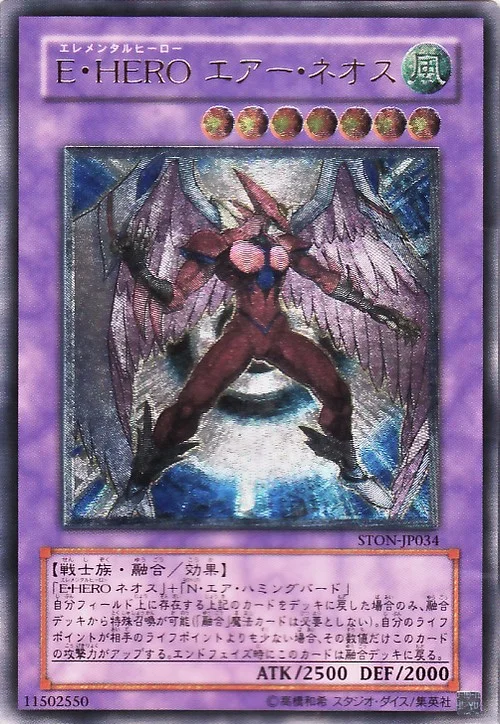 エレメンタルヒーロー
E・HERO エアー・ネオス
風
STON-JP034
【戦士族・融合／効果】
「E・HERO ネオス」+「N・エア・ハミングバード」
自分フィールド上に存在する上記のカードをデッキに戻した場合のみ、融合
デッキから特殊召喚が可能(「融合」魔法カードは必要としない)。自分のライフ
ポイントが相手のライフポイントよりも少ない場合、その数値だけこのカード
の攻撃力がアップする。エンドフェイズ時にこのカードは融合デッキに戻る。
ATK/2500 DEF/2000
11502550 ©高橋和希 スタジオ・ダイス/集英社